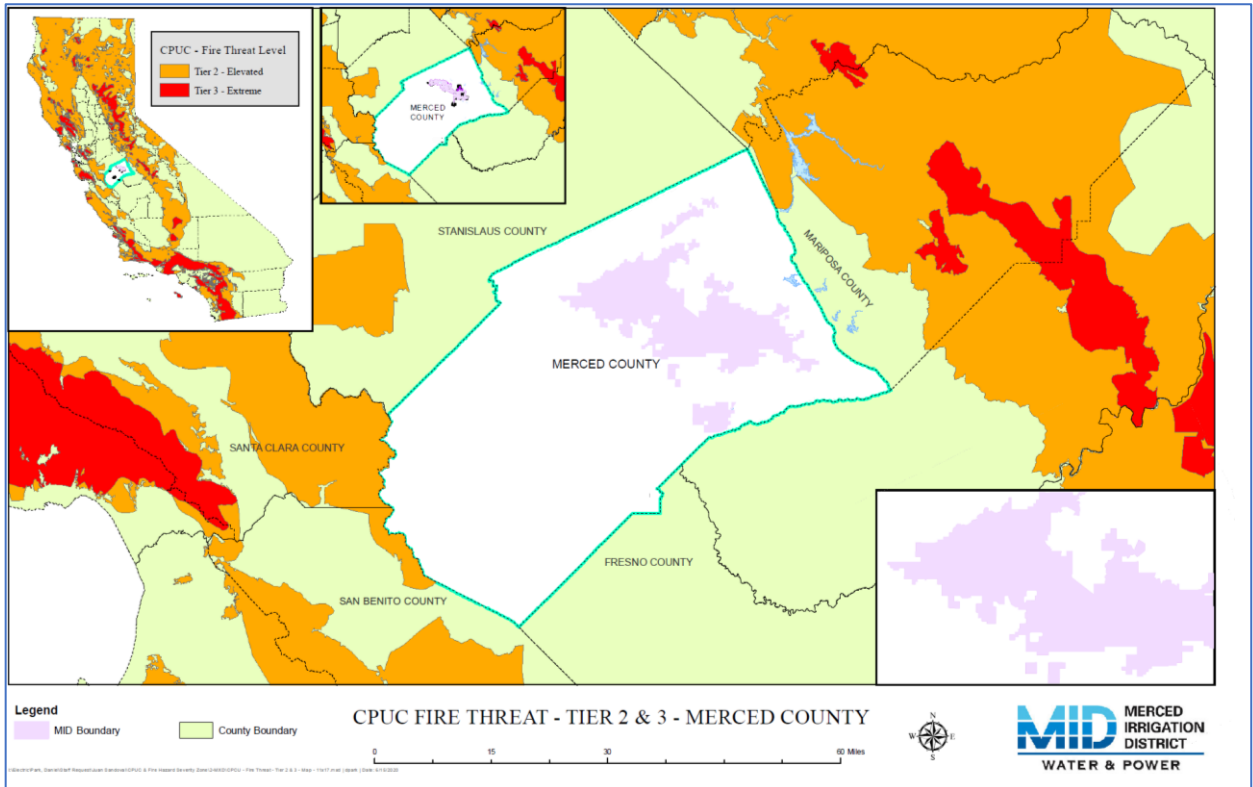 CPUC - Fire Threat Level
Tier 2 - Elevated
Tier 3 - Extreme
MERCED
COUNTY
STANISLAUS COUNTY
MARIPOSA COUNTY
MERCED COUNTY
SANTA CLARA COUNTY
FRESNO COUNTY
SAN BENITO COUNTY
Legend
MID Boundary
County Boundary
CPUC FIRE THREAT - TIER 2 & 3 - MERCED COUNTY
0 15 30 60 Miles
N
W E
S
MID
MERCED
IRRIGATION
DISTRICT
WATER & POWER